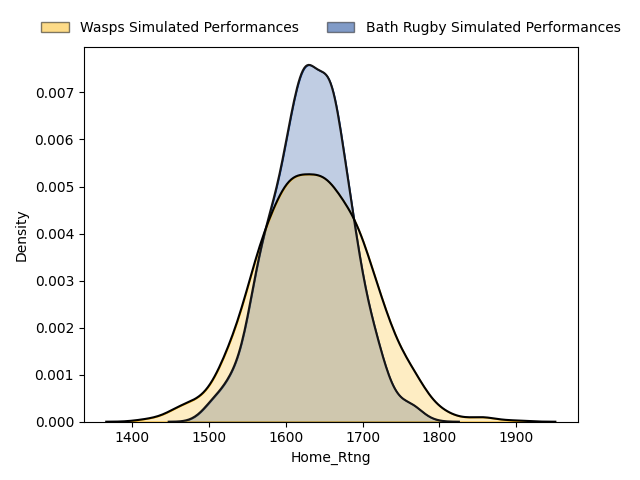 Wasps Simulated Performances Bath Rugby Simulated Performances
0.007
0.006
0.005
0.004
0.003
0.002
0.001
0.000
Density
1400 1500 1600 1700 1800 1900
Home_Rtng